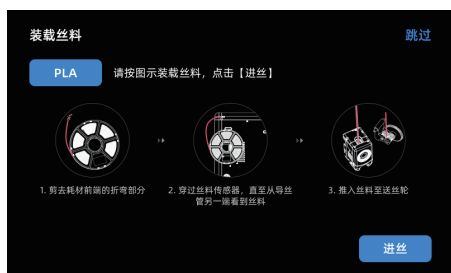 装载丝料
跳过
PLA
请按图示装载丝料，点击【进丝】
1. 剪去耗材前端的折弯部分
2. 穿过丝料传感器，直至从导丝
管另一端看到丝料
3. 推入丝料至送丝轮
进丝